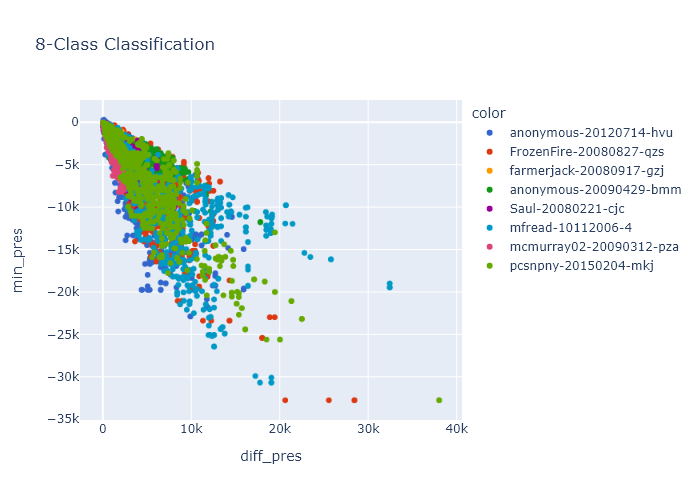 8-Class Classification
color
anonymous-20120714-hvu
FrozenFire-20080827-qzs
farmerjack-20080917-gzj
anonymous-20090429-bmm
Saul-20080221-cjc
mfread-10112006-4
mcmurray02-20090312-pza
pcsnpny-20150204-mkj
min_pres
0
−5k
−10k
−15k
−20k
−25k
−30k
−35k
0
10k
20k
30k
40k
diff_pres